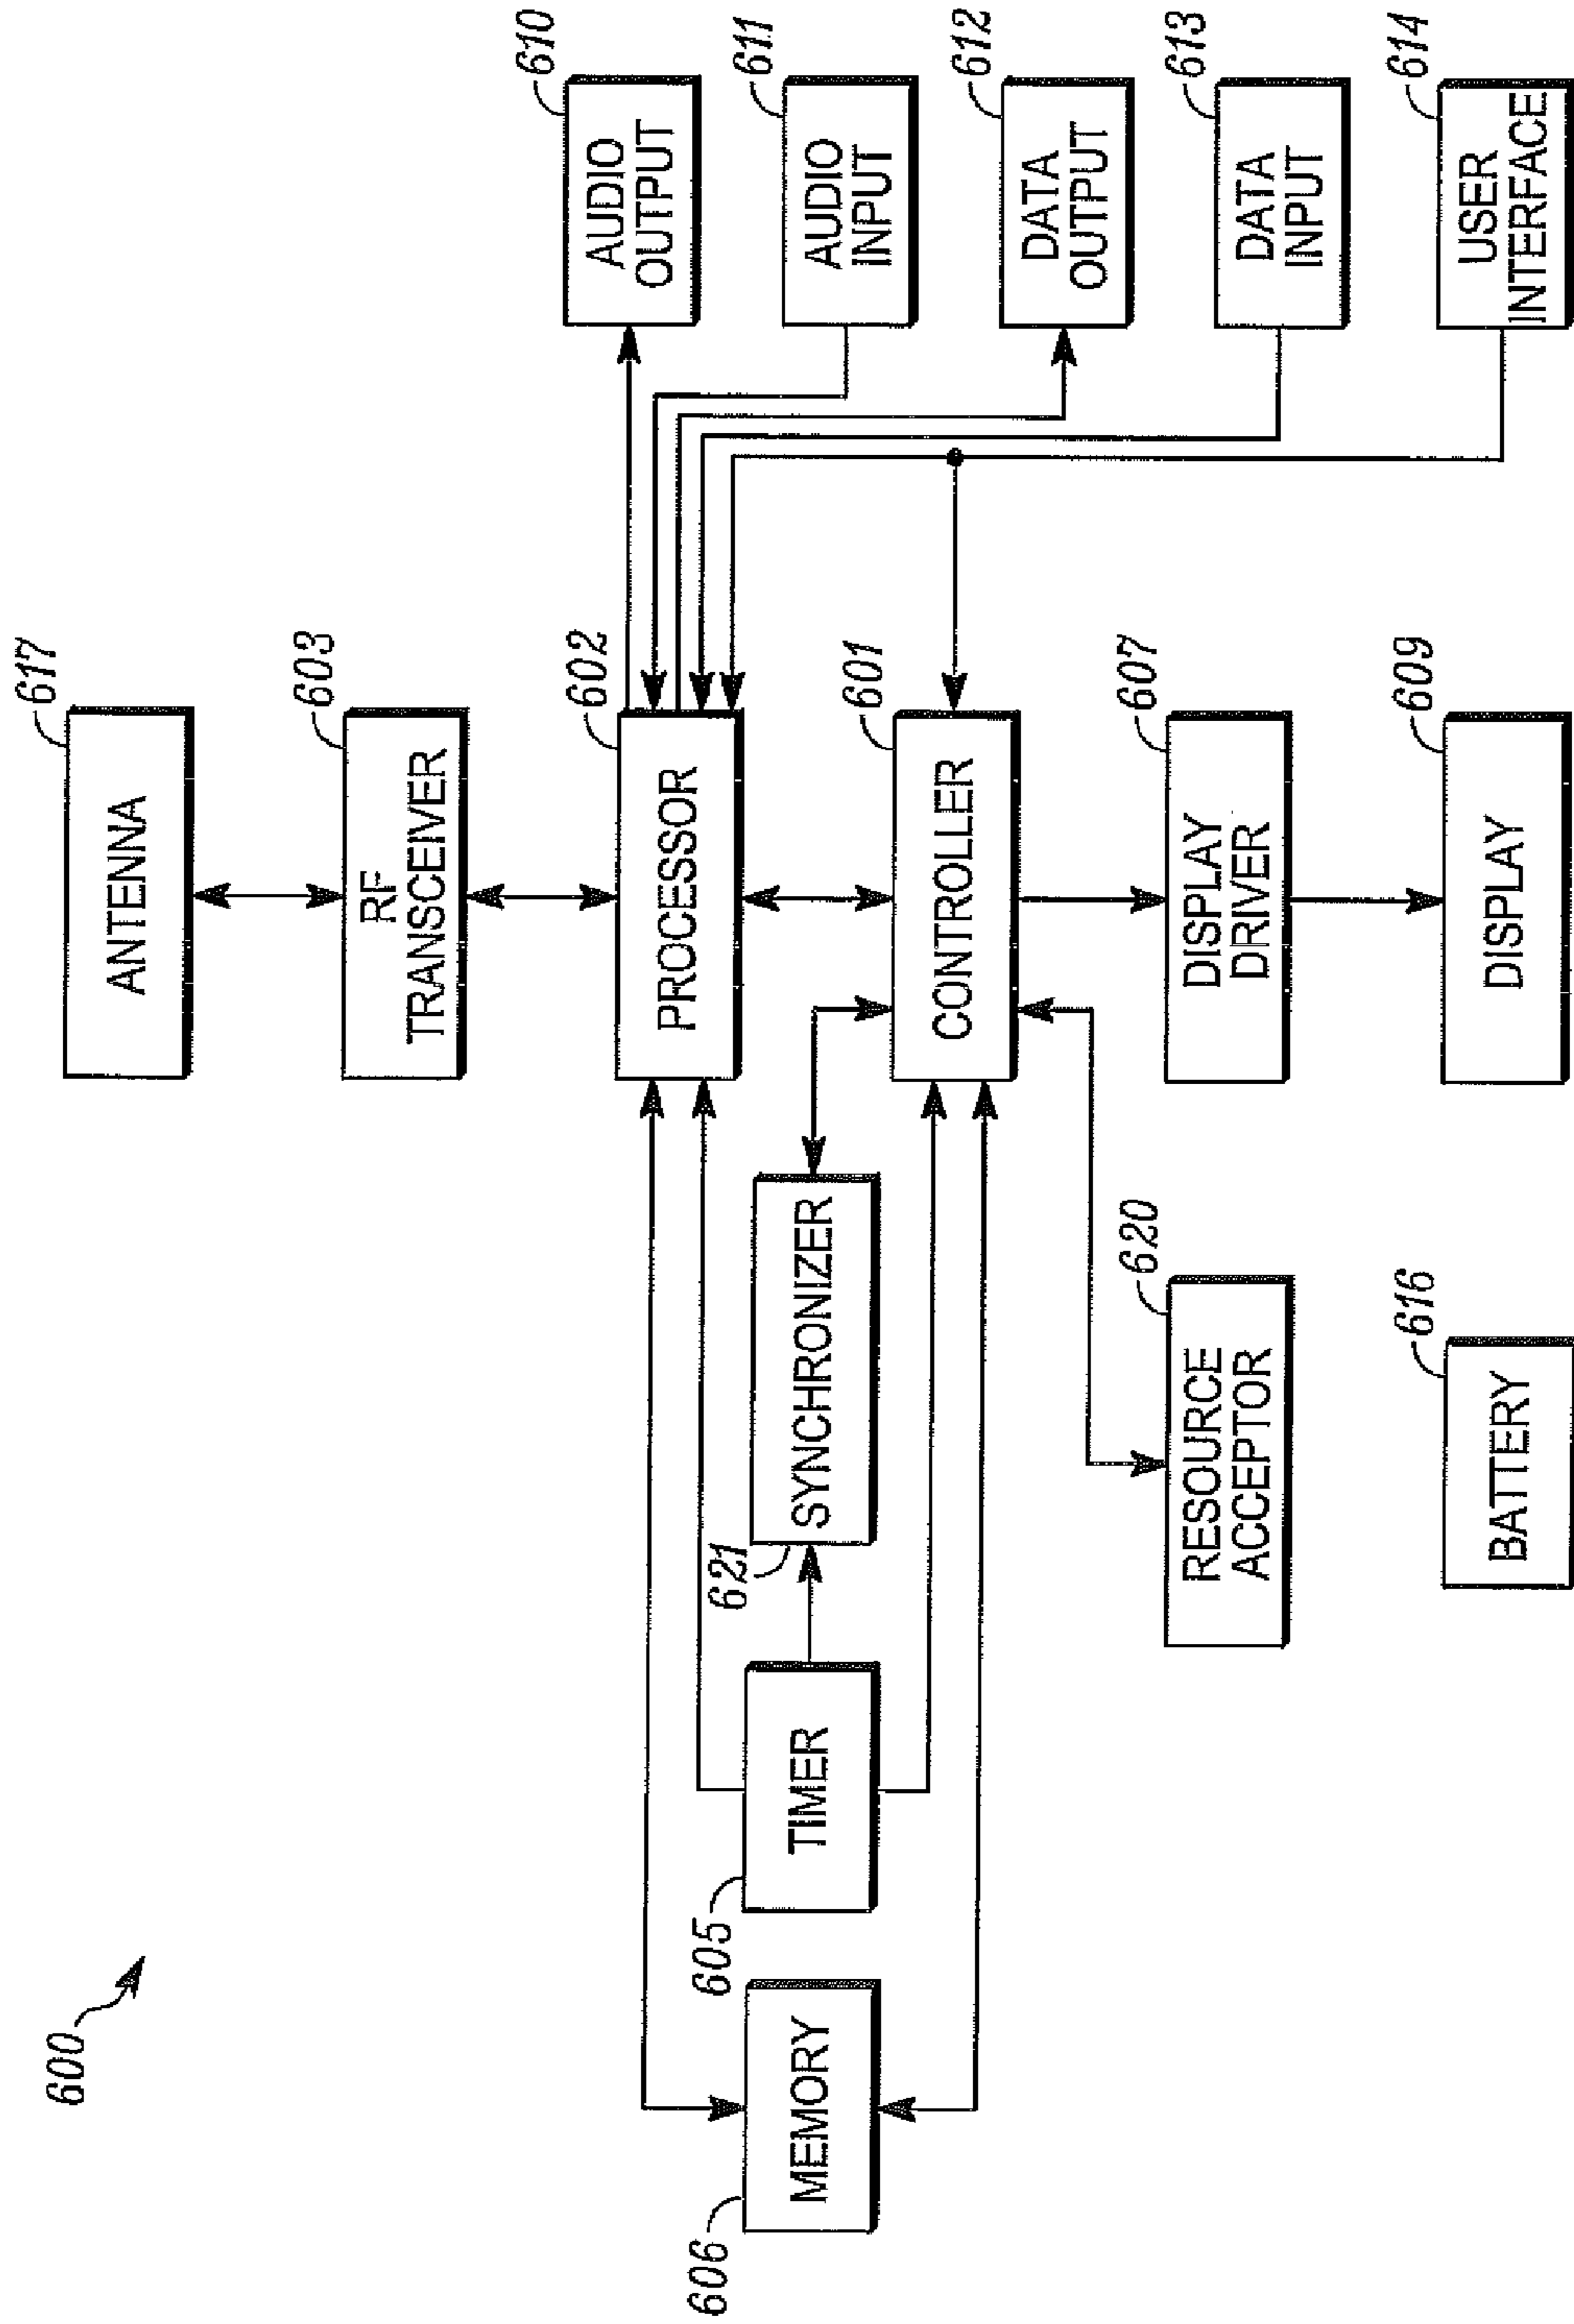 600
617
ANTENNA
603
RF
TRANSCEIVER
602
PROCESSOR
601
CONTROLLER
607
DISPLAY
DRIVER
609
DISPLAY
610
AUDIO
OUTPUT
611
AUDIO
INPUT
612
DATA
OUTPUT
613
DATA
INPUT
614
USER
INTERFACE
606
MEMORY
605
TIMER
621
SYNCHRONIZER
620
RESOURCE
ACCEPTOR
616
BATTERY